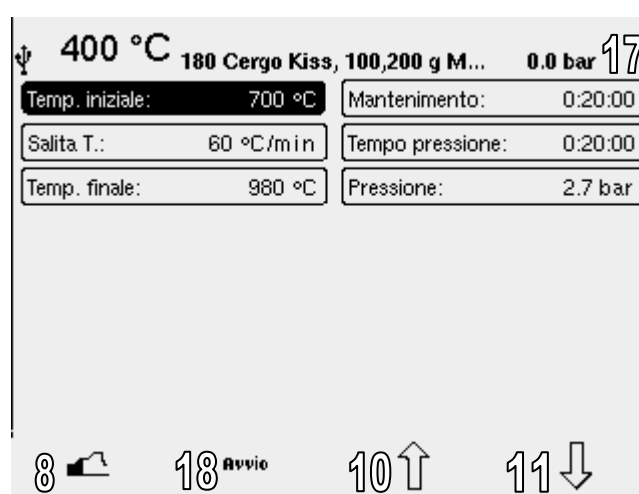 400 °C 180 Cergo Kiss, 100,200 g M... 0.0 bar 17
Temp. iniziale: 700 °C Mantenimento: 0:20:00
Salita T.: 60 °C/min Tempo pressione: 0:20:00
Temp. finale: 980 °C Pressione: 2.7 bar
8 18 Avvio 10 11